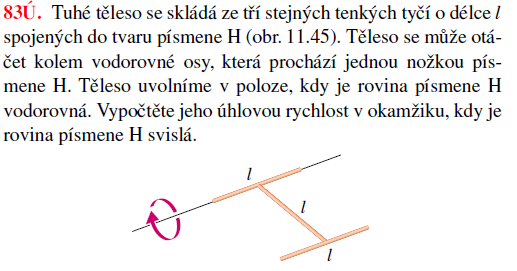 83Ú. Tuhé těleso se skládá ze tří stejných tenkých tyčí o délce l
spojených do tvaru písmene H (obr. 11.45). Těleso se může otá-
čet kolem vodorovné osy, která prochází jednou nožkou pís-
mene H. Těleso uvolníme v poloze, kdy je rovina písmene H
vodorovná. Vypočtěte jeho úhlovou rychlost v okamžiku, kdy je
rovina písmene H svislá.
l
l
l